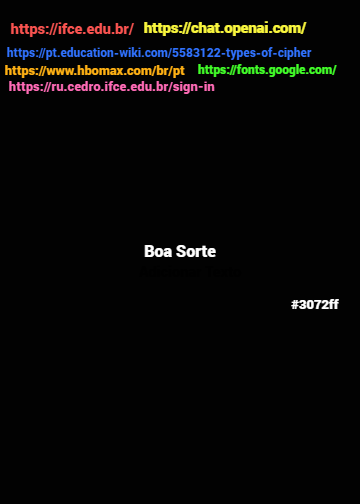 https://ifce.edu.br/ https://chat.openai.com/
https://pt.education-wiki.com/5583122-types-of-cipher
https://www.hbomax.com/br/pt https://fonts.google.com/
https://ru.cedro.ifce.edu.br/sign-in
Boa Sorte
#3072ff